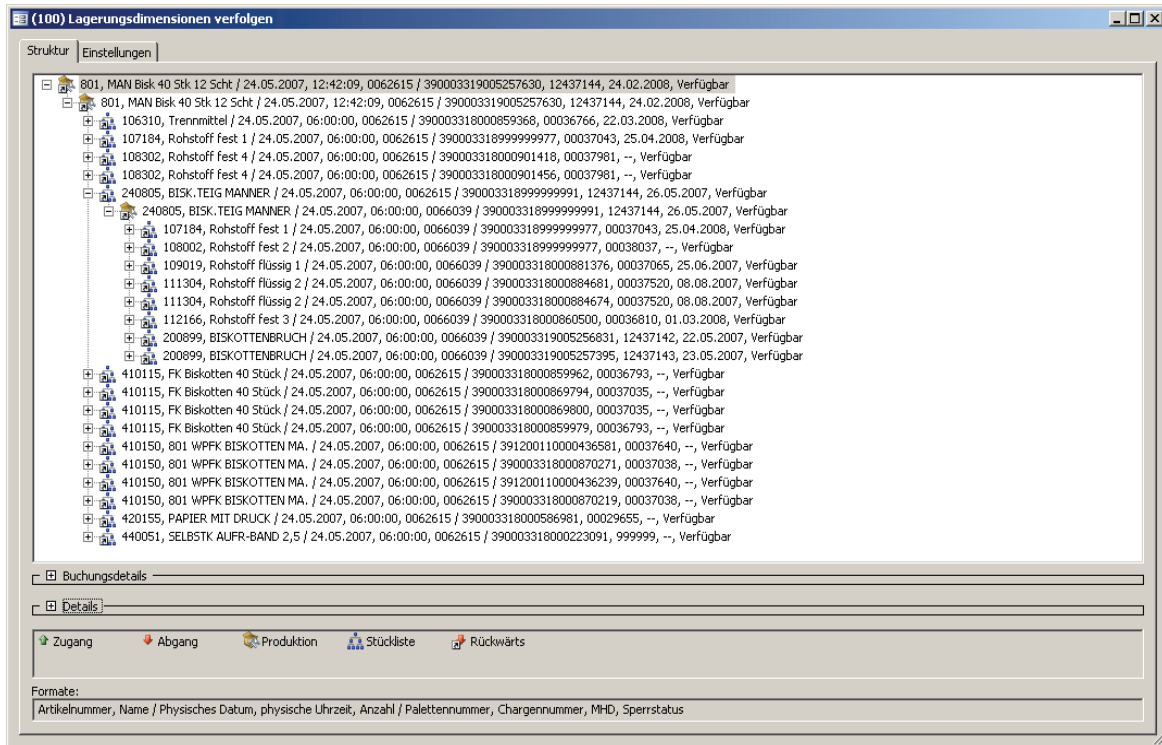 (100) Lagerungsdimensionen verfolgen
Struktur Einstellungen
801, MAN Bisk 40 Stk 12 Scht / 24.05.2007, 12:42:09, 0062615 / 390003319005257630, 12437144, 24.02.2008, Verfügbar
801, MAN Bisk 40 Stk 12 Scht / 24.05.2007, 12:42:09, 0062615 / 390003319005257630, 12437144, 24.02.2008, Verfügbar
106310, Trennmittel / 24.05.2007, 06:00:00, 0062615 / 390003318000859368, 00036766, 22.03.2008, Verfügbar
107184, Rohstoff fest 1 / 24.05.2007, 06:00:00, 0062615 / 390003318999999977, 00037043, 25.04.2008, Verfügbar
108302, Rohstoff fest 4 / 24.05.2007, 06:00:00, 0062615 / 390003318000901418, 00037981, --, Verfügbar
108302, Rohstoff fest 4 / 24.05.2007, 06:00:00, 0062615 / 390003318000901456, 00037981, --, Verfügbar
240805, BISK.TEIG MANNER / 24.05.2007, 06:00:00, 0062615 / 390003318999999991, 12437144, 26.05.2007, Verfügbar
240805, BISK.TEIG MANNER / 24.05.2007, 06:00:00, 0066039 / 390003318999999991, 12437144, 26.05.2007, Verfügbar
107184, Rohstoff fest 1 / 24.05.2007, 06:00:00, 0066039 / 390003318999999977, 00037043, 25.04.2008, Verfügbar
108002, Rohstoff fest 2 / 24.05.2007, 06:00:00, 0066039 / 390003318999999977, 00038037, --, Verfügbar
109019, Rohstoff flüssig 1 / 24.05.2007, 06:00:00, 0066039 / 390003318000881376, 00037065, 25.06.2007, Verfügbar
111304, Rohstoff flüssig 2 / 24.05.2007, 06:00:00, 0066039 / 390003318000884681, 00037520, 08.08.2007, Verfügbar
111304, Rohstoff flüssig 2 / 24.05.2007, 06:00:00, 0066039 / 390003318000884674, 00037520, 08.08.2007, Verfügbar
112166, Rohstoff fest 3 / 24.05.2007, 06:00:00, 0066039 / 390003318000860500, 00036810, 01.03.2008, Verfügbar
200899, BISKOTTENBRUCH / 24.05.2007, 06:00:00, 0066039 / 390003319005256831, 12437142, 22.05.2007, Verfügbar
200899, BISKOTTENBRUCH / 24.05.2007, 06:00:00, 0066039 / 390003319005257395, 12437143, 23.05.2007, Verfügbar
410115, FK Biskotten 40 Stück / 24.05.2007, 06:00:00, 0062615 / 390003318000859962, 00036793, --, Verfügbar
410115, FK Biskotten 40 Stück / 24.05.2007, 06:00:00, 0062615 / 390003318000869794, 00037035, --, Verfügbar
410115, FK Biskotten 40 Stück / 24.05.2007, 06:00:00, 0062615 / 390003318000869800, 00037035, --, Verfügbar
410115, FK Biskotten 40 Stück / 24.05.2007, 06:00:00, 0062615 / 390003318000859979, 00036793, --, Verfügbar
410150, 801 WPFK BISKOTTEN MA. / 24.05.2007, 06:00:00, 0062615 / 391200110000436581, 00037640, --, Verfügbar
410150, 801 WPFK BISKOTTEN MA. / 24.05.2007, 06:00:00, 0062615 / 390003318000870271, 00037038, --, Verfügbar
410150, 801 WPFK BISKOTTEN MA. / 24.05.2007, 06:00:00, 0062615 / 391200110000436239, 00037640, --, Verfügbar
410150, 801 WPFK BISKOTTEN MA. / 24.05.2007, 06:00:00, 0062615 / 390003318000870219, 00037038, --, Verfügbar
420155, PAPIER MIT DRUCK / 24.05.2007, 06:00:00, 0062615 / 390003318000586981, 00029655, --, Verfügbar
440051, SELBSTK AUFR-BAND 2,5 / 24.05.2007, 06:00:00, 0062615 / 390003318000223091, 999999, --, Verfügbar
Buchungsdetails
Details
Zugang Abgang Produktion Stückliste Rückwärts
Formate:
Artikelnummer, Name / Physisches Datum, physische Uhrzeit, Anzahl / Palettennummer, Chargennummer, MHD, Sperrstatus